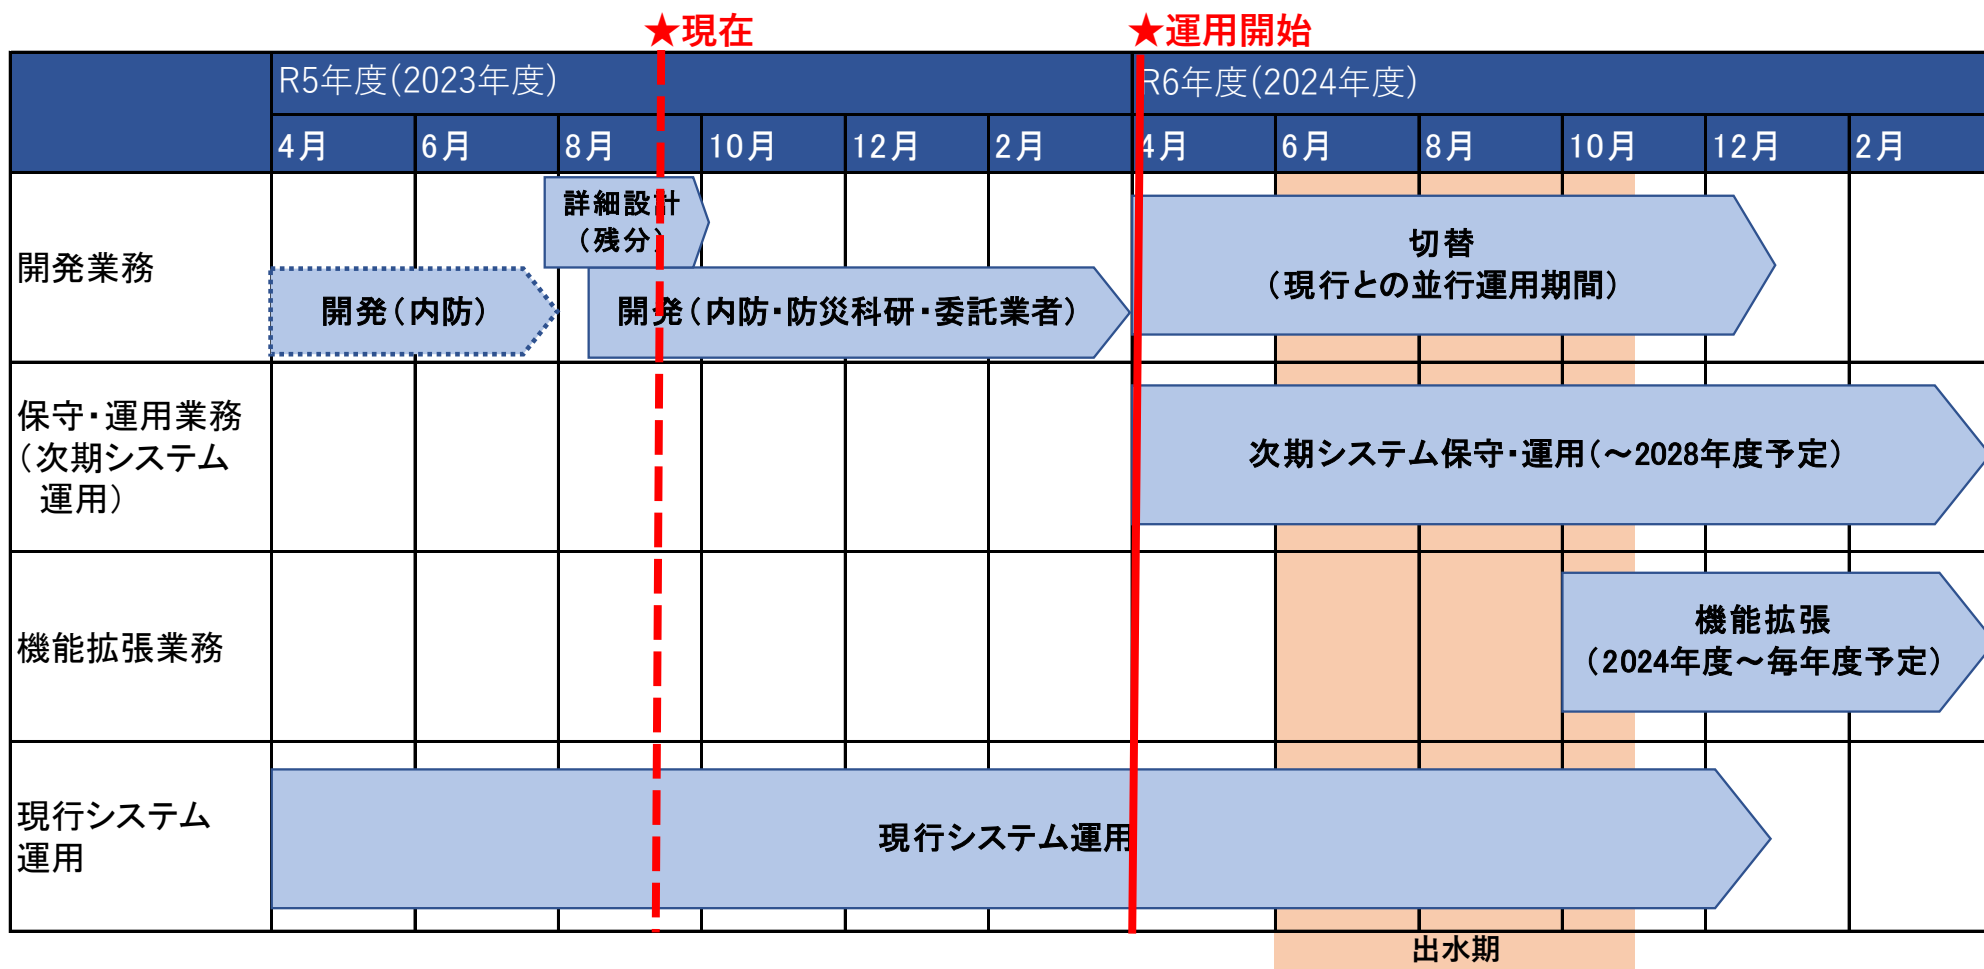 ★現在
★運用開始
R5年度(2023年度)
R6年度(2024年度)
4月
6月
8月
10月
12月
2月
4月
6月
8月
10月
12月
2月
開発業務
詳細設計
（残分）
開発（内防）
開発（内防・防災科研・委託業者）
切替
（現行との並行運用期間）
保守・運用業務
（次期システム
運用）
次期システム保守・運用（～2028年度予定）
機能拡張業務
機能拡張
（2024年度～毎年度予定）
現行システム
運用
現行システム運用
出水期